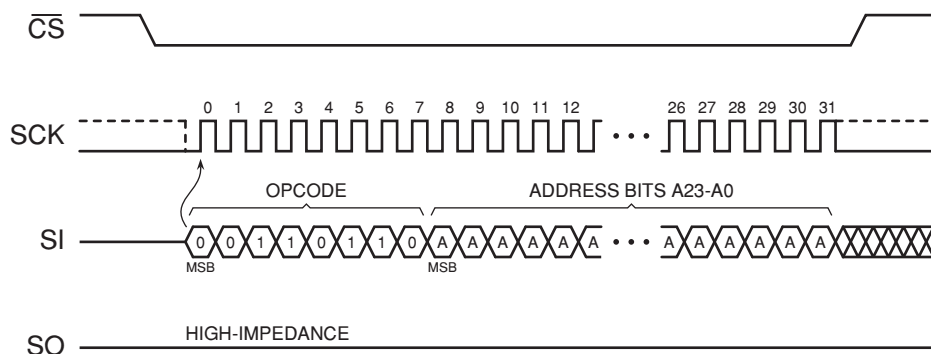 CS
0 1 2 3 4 5 6 7 8 9 10 11 12 26 27 28 29 30 31
SCK
OPCODE ADDRESS BITS A23-A0
SI 0 0 1 1 0 1 1 0 A A A A A A A A A A A A
MSB MSB
HIGH-IMPEDANCE
SO